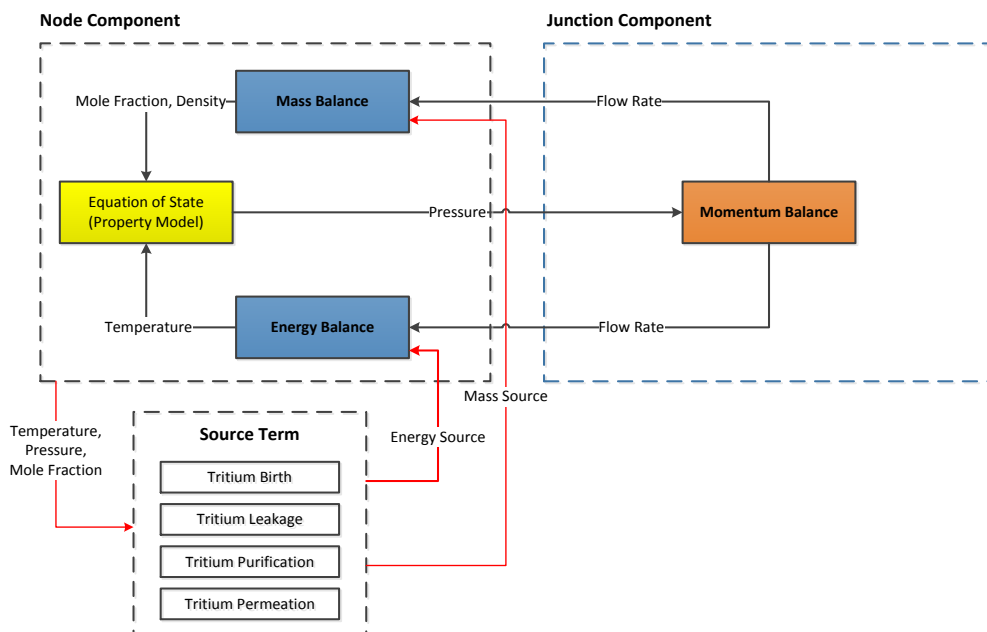 Node Component
Junction Component
Mass Balance
Mole Fraction, Density
Flow Rate
Equation of State
(Property Model)
Pressure
Momentum Balance
Temperature
Energy Balance
Flow Rate
Mass Source
Temperature,
Pressure,
Mole Fraction
Source Term
Energy Source
Tritium Birth
Tritium Leakage
Tritium Purification
Tritium Permeation